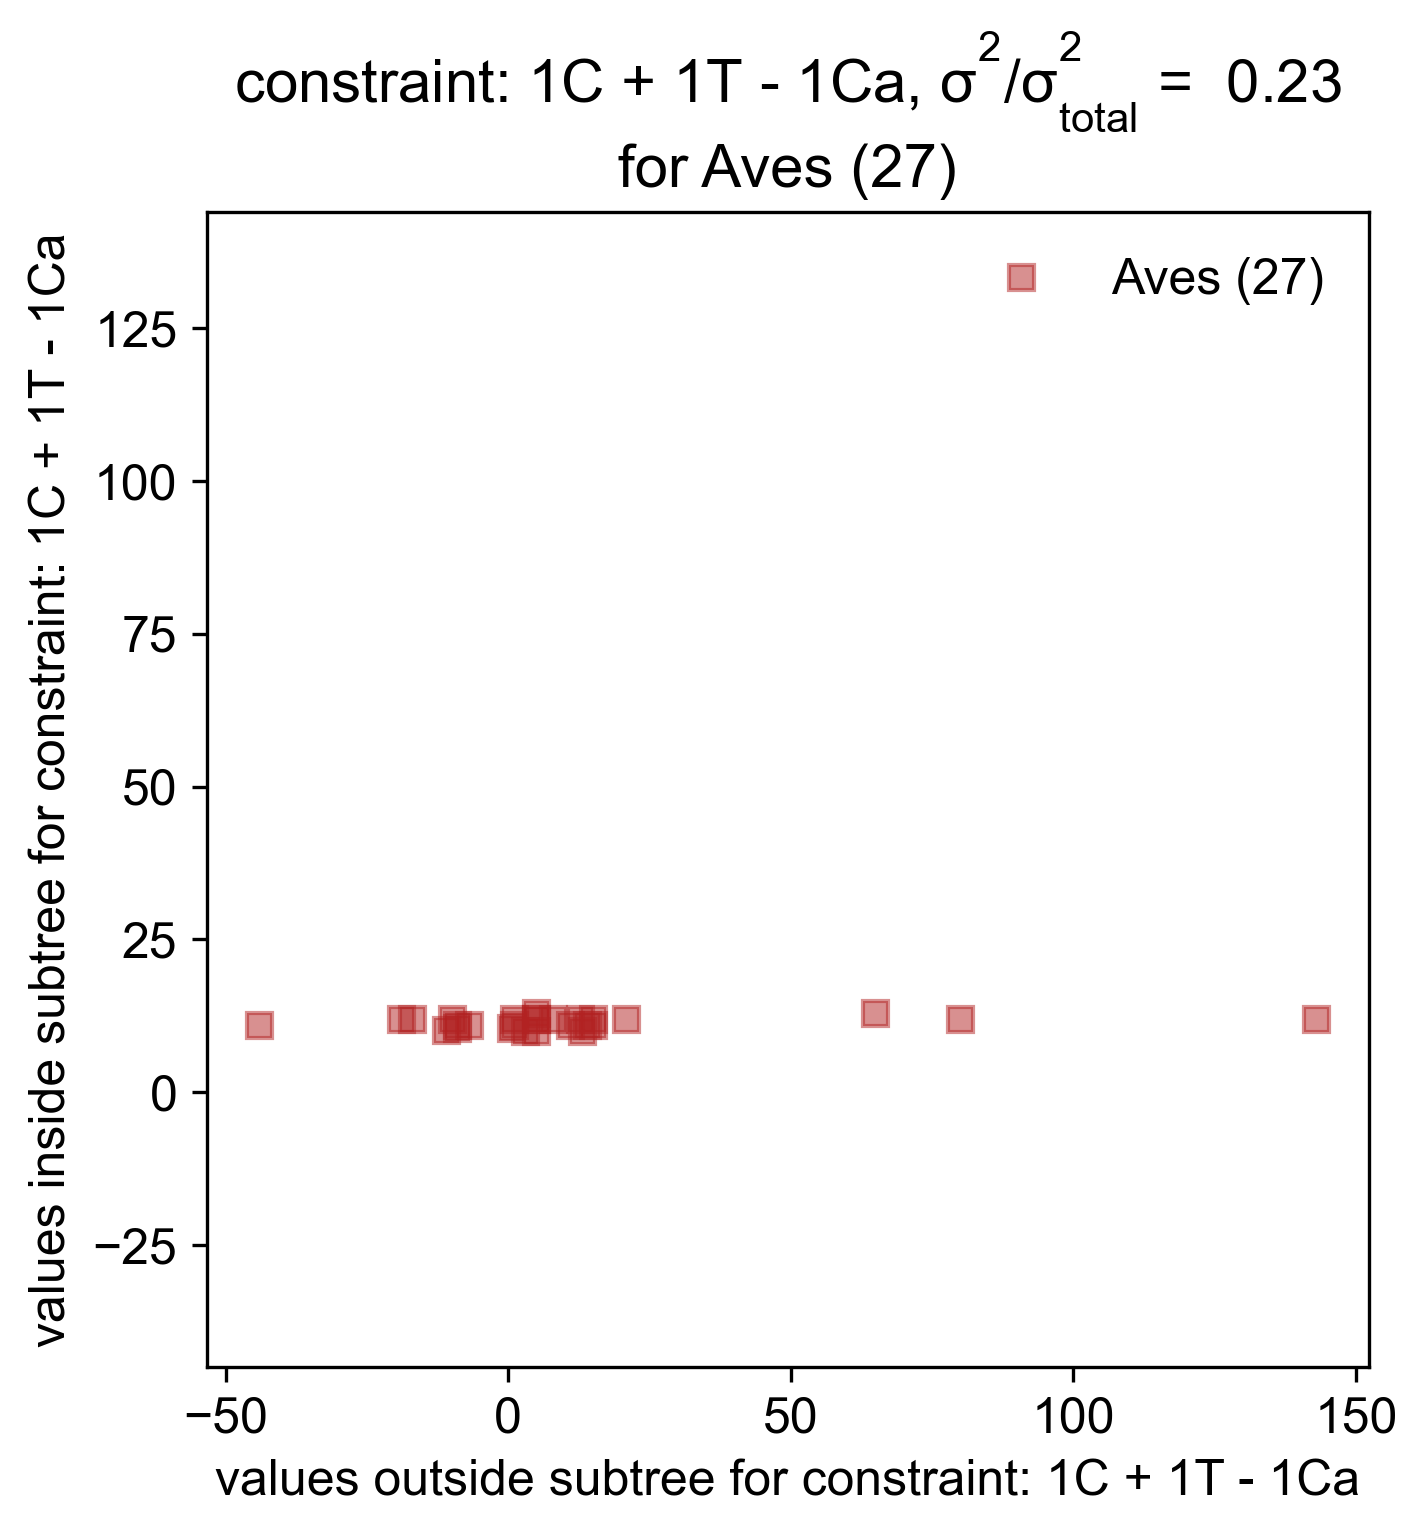 constraint: 1C + 1T - 1Ca, σ²/σ²total = 0.23
for Aves (27)
Aves (27)
values inside subtree for constraint: 1C + 1T - 1Ca
125
100
75
50
25
0
−25
−50
0
50
100
150
values outside subtree for constraint: 1C + 1T - 1Ca